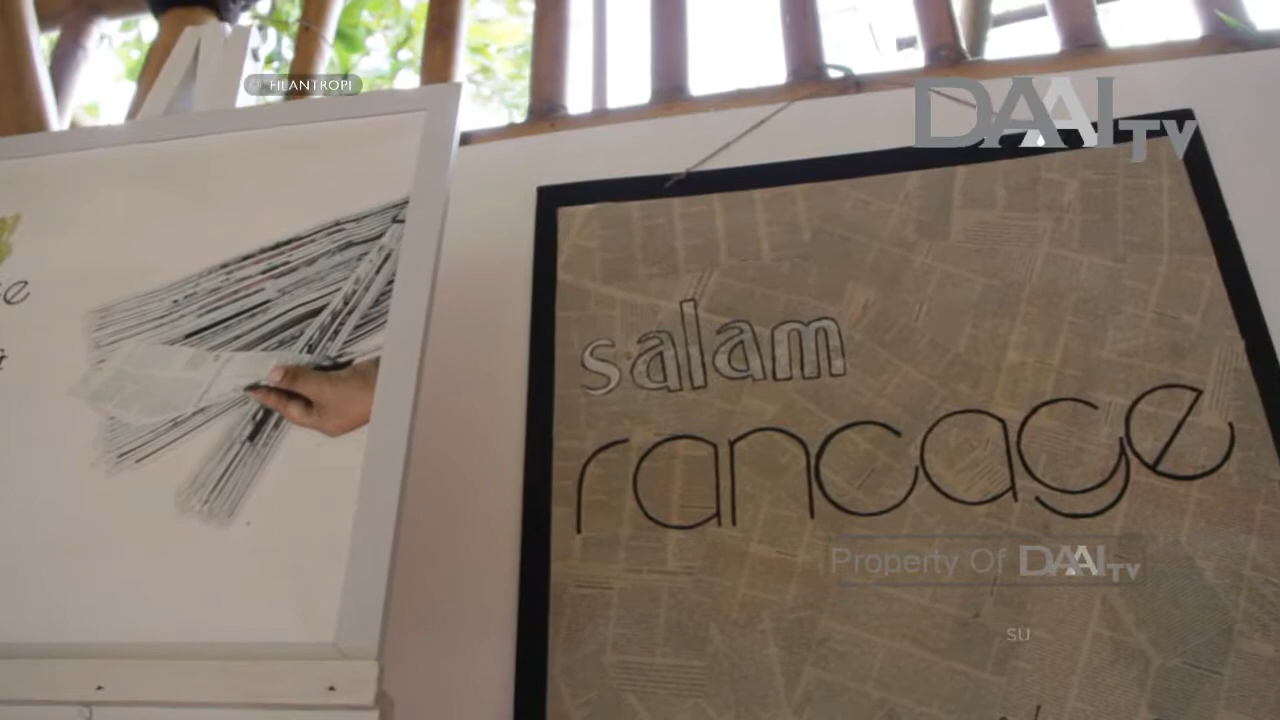 FILANTROPI
DAAI TV
salam
rancage
Property Of DAAI TV
su